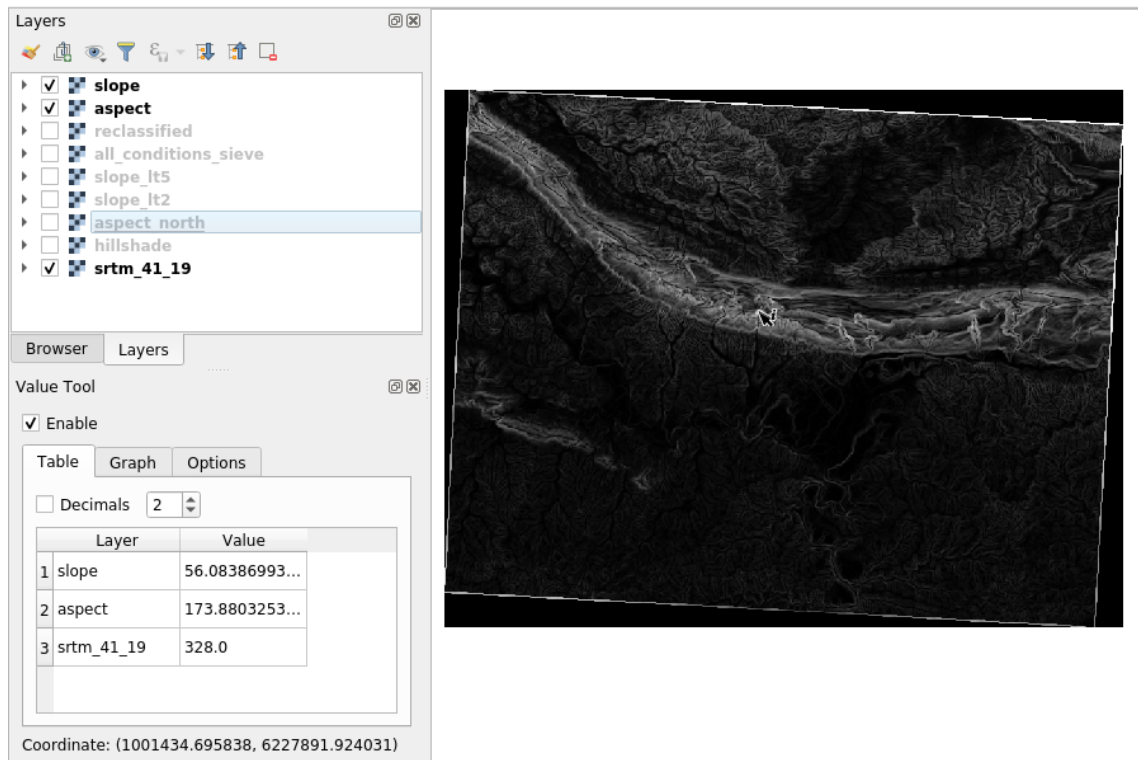 Layers
slope
aspect
reclassified
all_conditions_sieve
slope_lt5
slope_lt2
aspect_north
hillshade
srtm_41_19
Browser Layers
Value Tool
Enable
Table Graph Options
Decimals 2
Layer Value
1 slope 56.08386993...
2 aspect 173.8803253...
3 srtm_41_19 328.0
Coordinate: (1001434.695838, 6227891.924031)